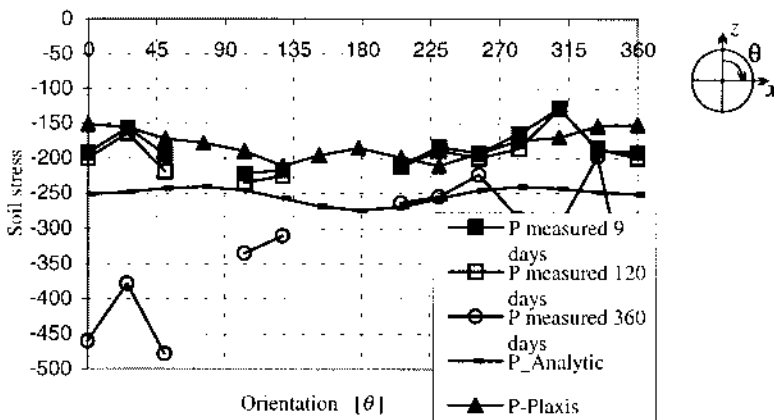 0
0 45 90 135 180 225 270 315 360
-50
-100
-150
-200
-250
-300
-350
-400
-450
-500
Soil stress
Orientation [θ]
P measured 9
days
P measured 120
days
P measured 360
days
P_Analytic
P-Plaxis
z
θ
x